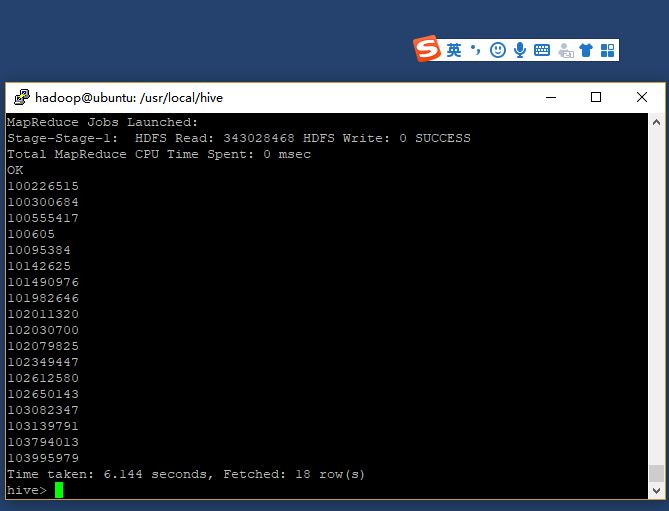 英
hadoop@ubuntu: /usr/local/hive
MapReduce Jobs Launched:
Stage-Stage-1:  HDFS Read: 343028468 HDFS Write: 0 SUCCESS
Total MapReduce CPU Time Spent: 0 msec
OK
100226515
100300684
100555417
100605
10095384
10142625
101490976
101982646
102011320
102030700
102079825
102349447
102612580
102650143
103082347
103139791
103794013
103995979
Time taken: 6.144 seconds, Fetched: 18 row(s)
hive>